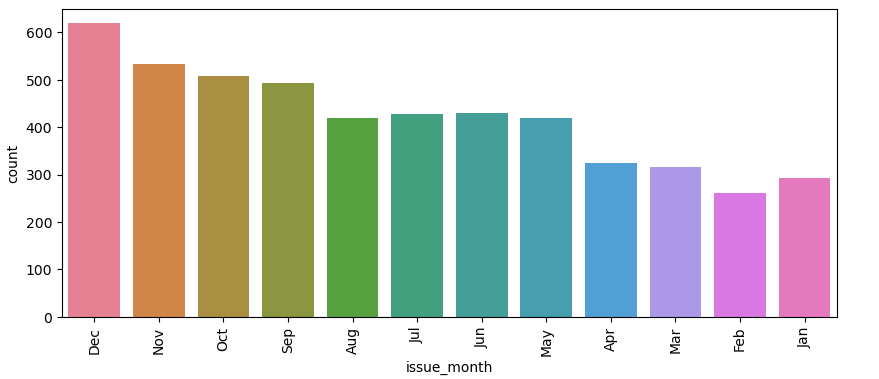 count
600
500
400
300
200
100
0
Dec
Nov
Oct
Sep
Aug
Jul
Jun
May
Apr
Mar
Feb
Jan
issue_month